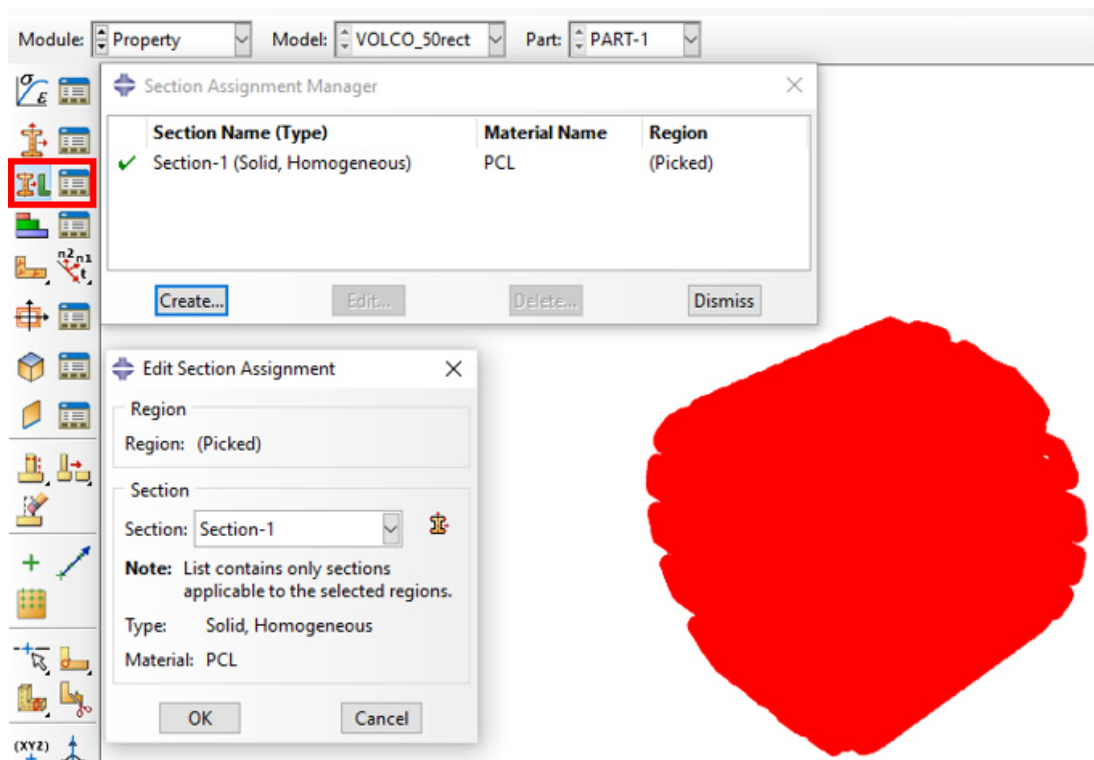 Module: Property Model: VOLCO_50rect Part: PART-1
σ
ε
Section Assignment Manager
Section Name (Type) Material Name Region
Section-1 (Solid, Homogeneous) PCL (Picked)
n2 n1
t
Create... Edit... Delete... Dismiss
Edit Section Assignment
Region
Region: (Picked)
Section
Section: Section-1
Note: List contains only sections
applicable to the selected regions.
Type: Solid, Homogeneous
Material: PCL
OK Cancel
(XYZ)